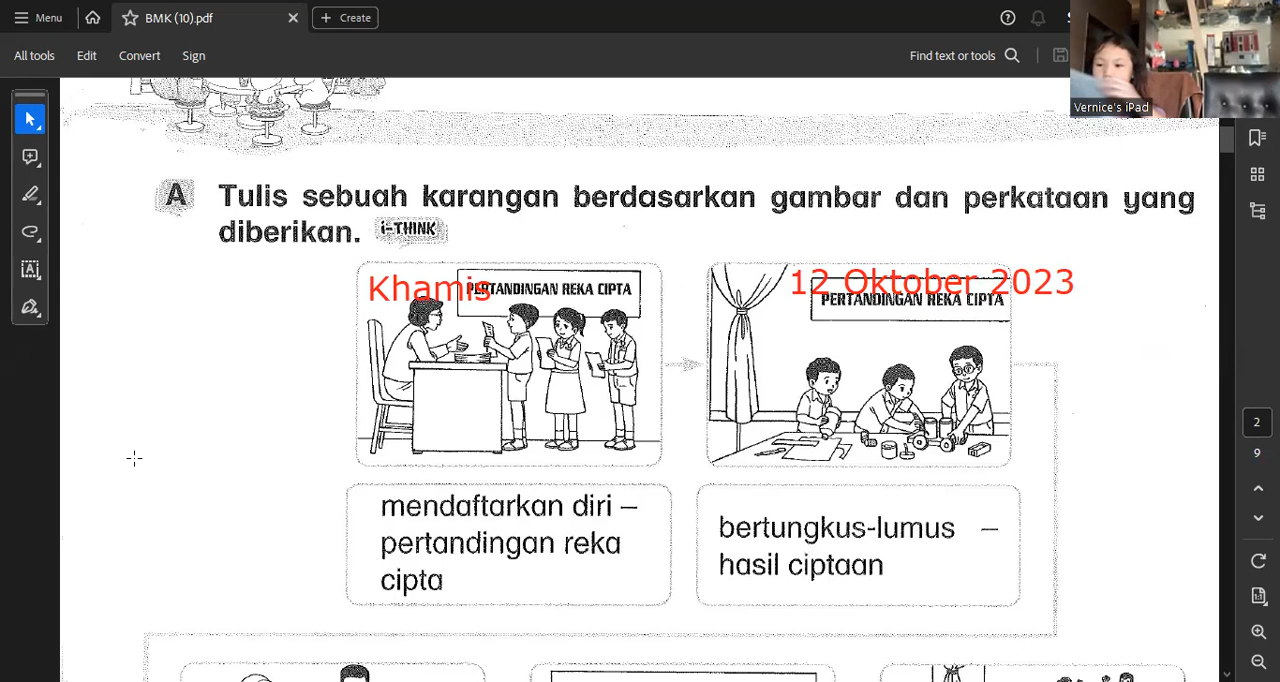 Menu
BMK (10).pdf
Create
All tools
Edit
Convert
Sign
Find text or tools
Vernice's iPad
A Tulis sebuah karangan berdasarkan gambar dan perkataan yang
diberikan. i-THINK
Khamis
12 Oktober 2023
PERTANDINGAN REKA CIPTA
PERTANDINGAN REKA CIPTA
mendaftarkan diri –
pertandingan reka
cipta
bertungkus-lumus –
hasil ciptaan
2
9